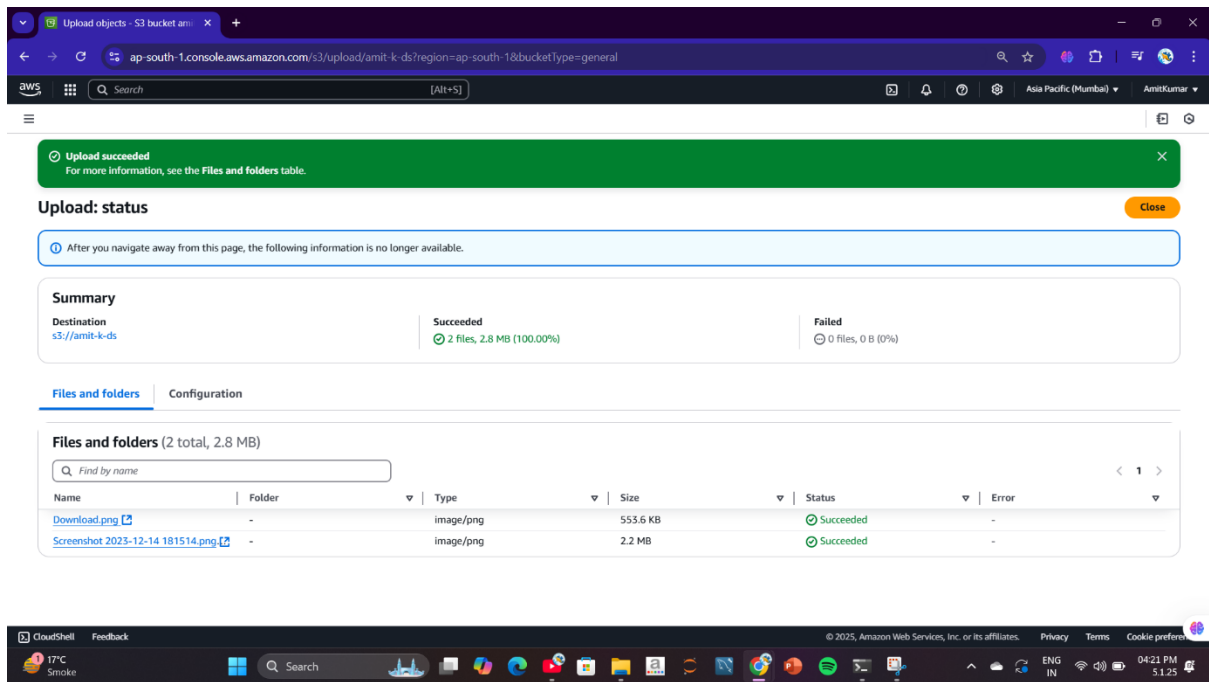 Upload objects - S3 bucket am
ap-south-1.console.aws.amazon.com/s3/upload/amit-k-ds?region=ap-south-1&bucketType=general
aws
Search [Alt+S]
Asia Pacific (Mumbai)
AmitKumar
Upload succeeded
For more information, see the Files and folders table.
Upload: status
Close
After you navigate away from this page, the following information is no longer available.
Summary
Destination Succeeded Failed
s3://amit-k-ds 2 files, 2.8 MB (100.00%) 0 files, 0 B (0%)
Files and folders Configuration
Files and folders (2 total, 2.8 MB)
Find by name
1
Name Folder Type Size Status Error
Download.png - image/png 553.6 KB Succeeded -
Screenshot 2023-12-14 181514.png - image/png 2.2 MB Succeeded -
CloudShell Feedback © 2025, Amazon Web Services, Inc. or its affiliates. Privacy Terms Cookie preferen
1
17°C
Smoke
Search
ENG
IN
04:21 PM
5.1.25